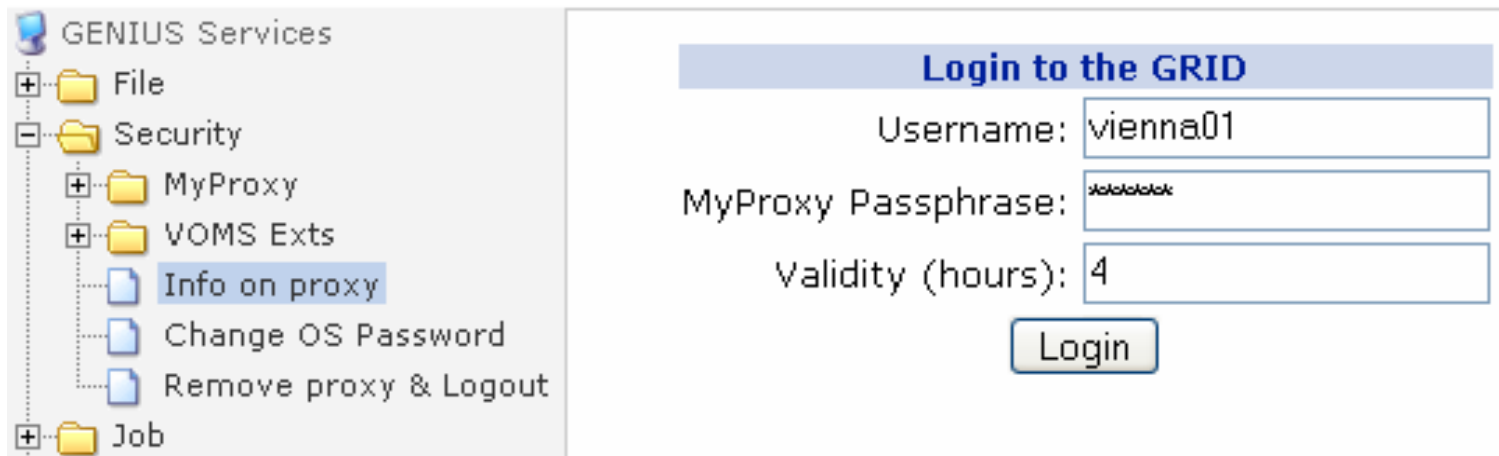 GENIUS Services
File
Security
MyProxy
VOMS Exts
Info on proxy
Change OS Password
Remove proxy & Logout
Job
Login to the GRID
Username: vienna01
MyProxy Passphrase: ******
Validity (hours): 4
Login